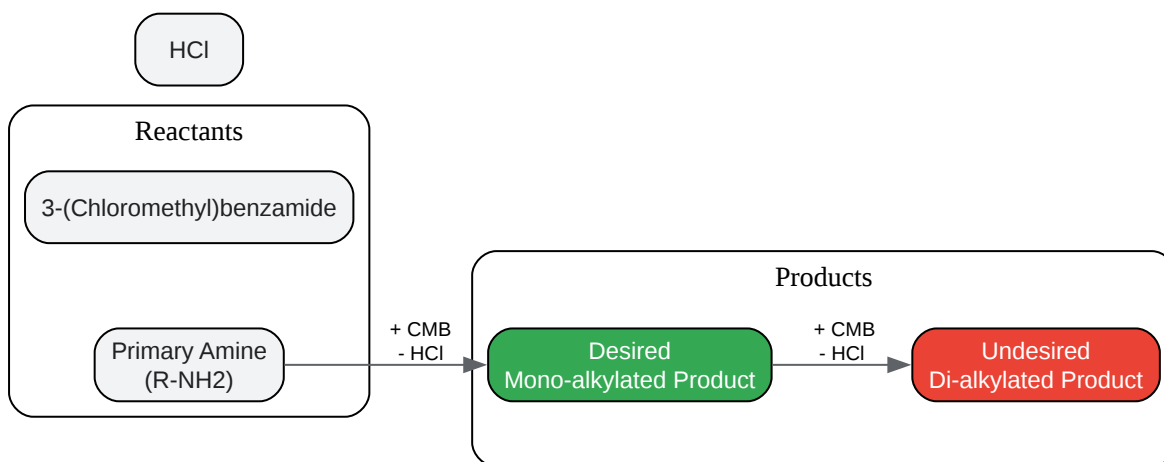 HCl
Reactants
3-(Chloromethyl)benzamide
Products
+ CMB
- HCl
+ CMB
- HCl
Primary Amine
(R-NH2)
Desired
Mono-alkylated Product
Undesired
Di-alkylated Product